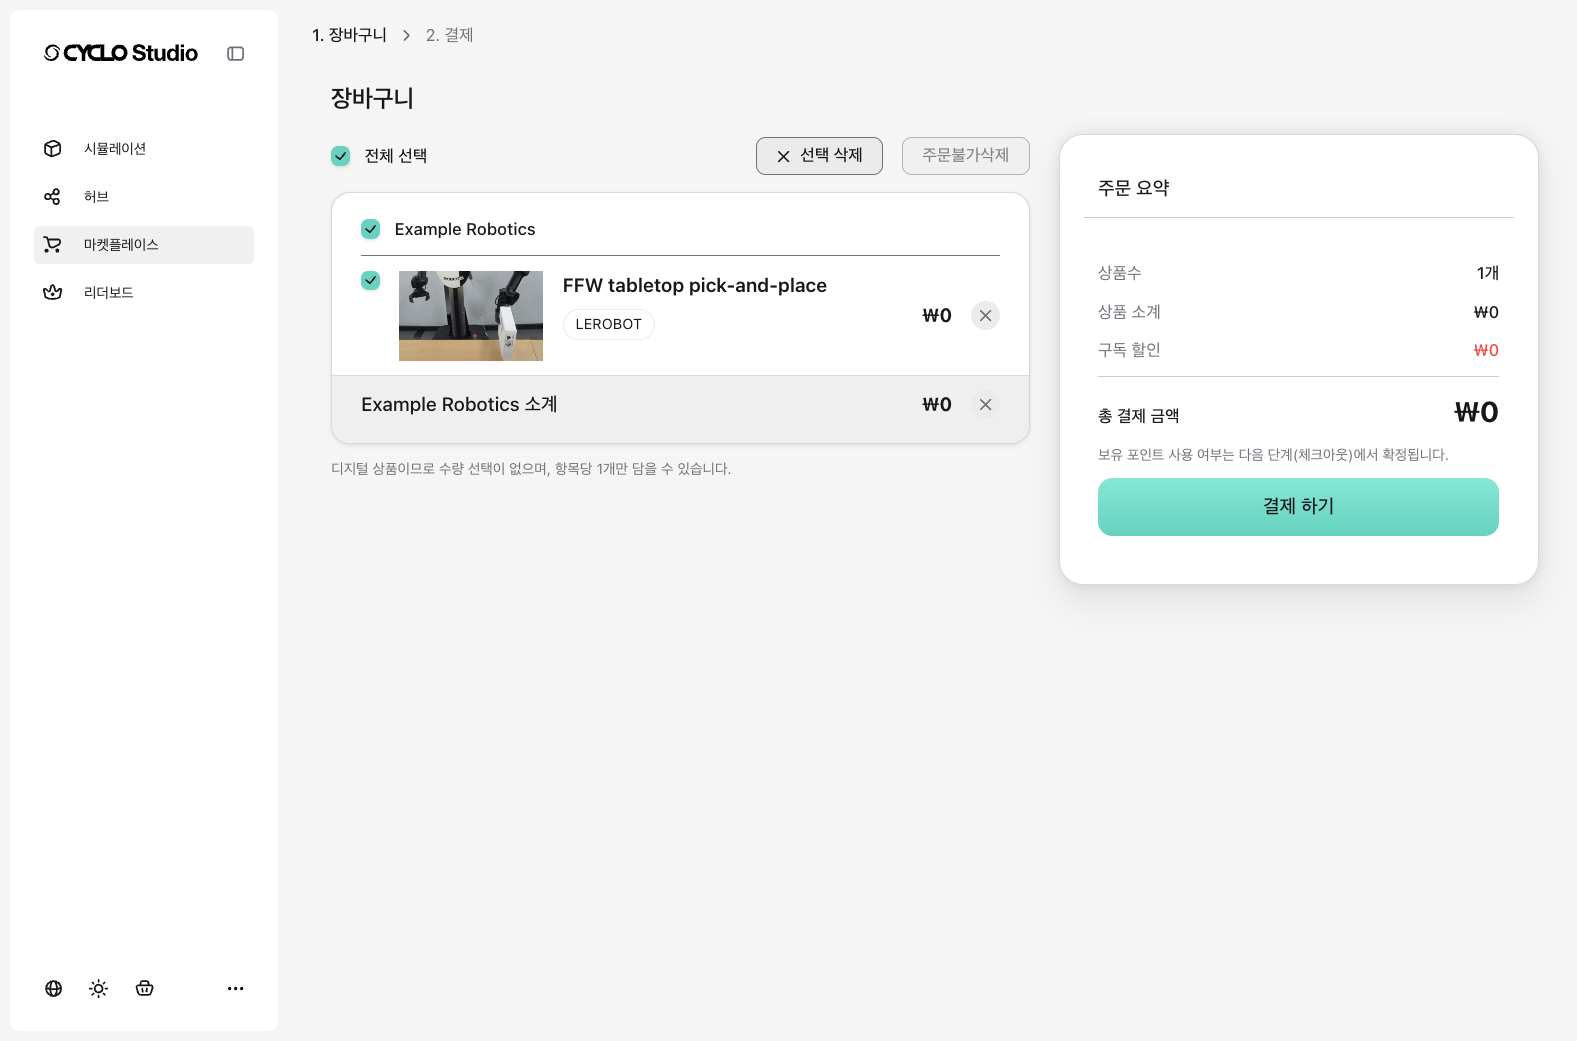 CYCLO Studio
시뮬레이션
허브
마켓플레이스
리더보드
1. 장바구니 > 2. 결제
장바구니
전체 선택
선택 삭제
주문불가삭제
Example Robotics
FFW tabletop pick-and-place
LEROBOT
₩0
Example Robotics 소계
₩0
디지털 상품이므로 수량 선택이 없으며, 항목당 1개만 담을 수 있습니다.
주문 요약
상품수 1개
상품 소계 ₩0
구독 할인 ₩0
총 결제 금액 ₩0
보유 포인트 사용 여부는 다음 단계(체크아웃)에서 확정됩니다.
결제 하기